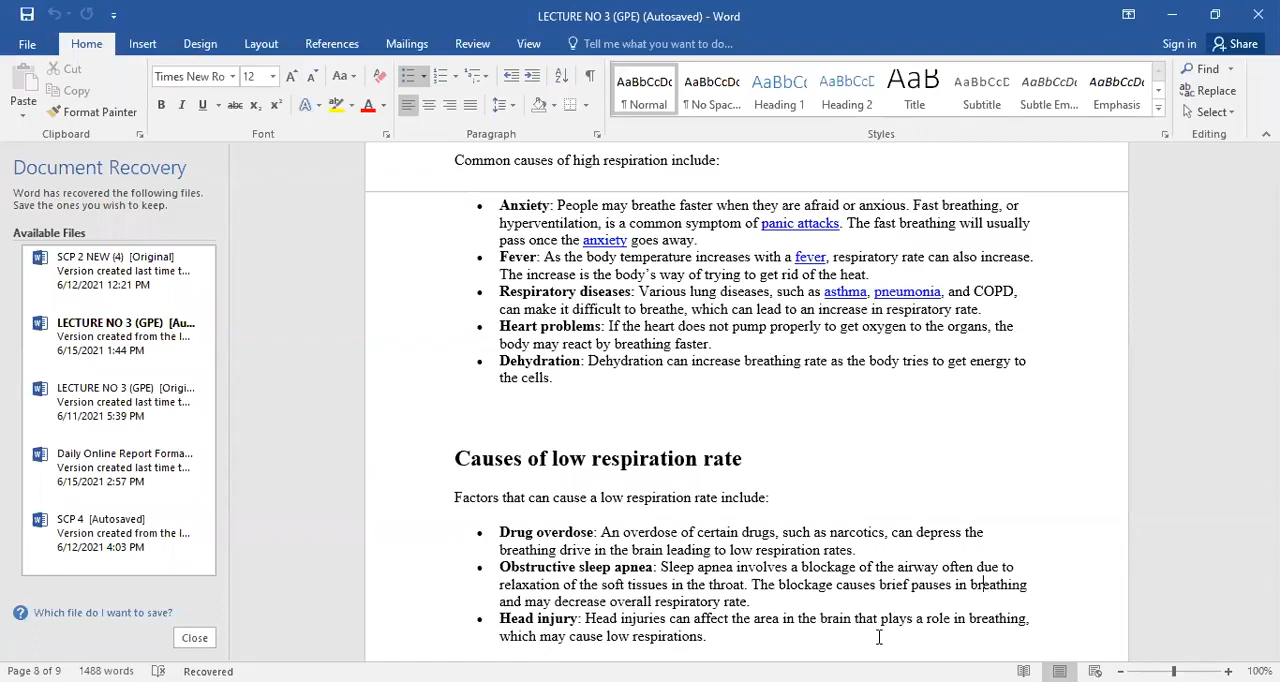 LECTURE NO 3 (GPE) (Autosaved) - Word
File Home Insert Design Layout References Mailings Review View Tell me what you want to do... Sign in Share
Paste
Cut
Copy
Format Painter
Clipboard
Times New Ro 12
Font
Paragraph
AaBbCcDc AaBbCcDc AaBbCc AaBbCcD AaB AaBbCcD AaBbCcDc AaBbCcDc
¶ Normal ¶ No Spac... Heading 1 Heading 2 Title Subtitle Subtle Em... Emphasis
Styles
Find
Replace
Select
Editing
Document Recovery
Word has recovered the following files.
Save the ones you wish to keep.
Available Files
SCP 2 NEW (4) [Original]
Version created last time t...
6/12/2021 12:21 PM
LECTURE NO 3 (GPE) [Au...
Version created from the l...
6/15/2021 1:44 PM
LECTURE NO 3 (GPE) [Origi...
Version created last time t...
6/11/2021 5:39 PM
Daily Online Report Forma...
Version created last time t...
6/15/2021 2:57 PM
SCP 4 [Autosaved]
Version created from the l...
6/12/2021 4:03 PM
Which file do I want to save?
Close
Common causes of high respiration include:
• Anxiety: People may breathe faster when they are afraid or anxious. Fast breathing, or
hyperventilation, is a common symptom of panic attacks. The fast breathing will usually
pass once the anxiety goes away.
• Fever: As the body temperature increases with a fever, respiratory rate can also increase.
The increase is the body’s way of trying to get rid of the heat.
• Respiratory diseases: Various lung diseases, such as asthma, pneumonia, and COPD,
can make it difficult to breathe, which can lead to an increase in respiratory rate.
• Heart problems: If the heart does not pump properly to get oxygen to the organs, the
body may react by breathing faster.
• Dehydration: Dehydration can increase breathing rate as the body tries to get energy to
the cells.
Causes of low respiration rate
Factors that can cause a low respiration rate include:
• Drug overdose: An overdose of certain drugs, such as narcotics, can depress the
breathing drive in the brain leading to low respiration rates.
• Obstructive sleep apnea: Sleep apnea involves a blockage of the airway often due to
relaxation of the soft tissues in the throat. The blockage causes brief pauses in breathing
and may decrease overall respiratory rate.
• Head injury: Head injuries can affect the area in the brain that plays a role in breathing,
which may cause low respirations.
Page 8 of 9 1488 words Recovered 100%